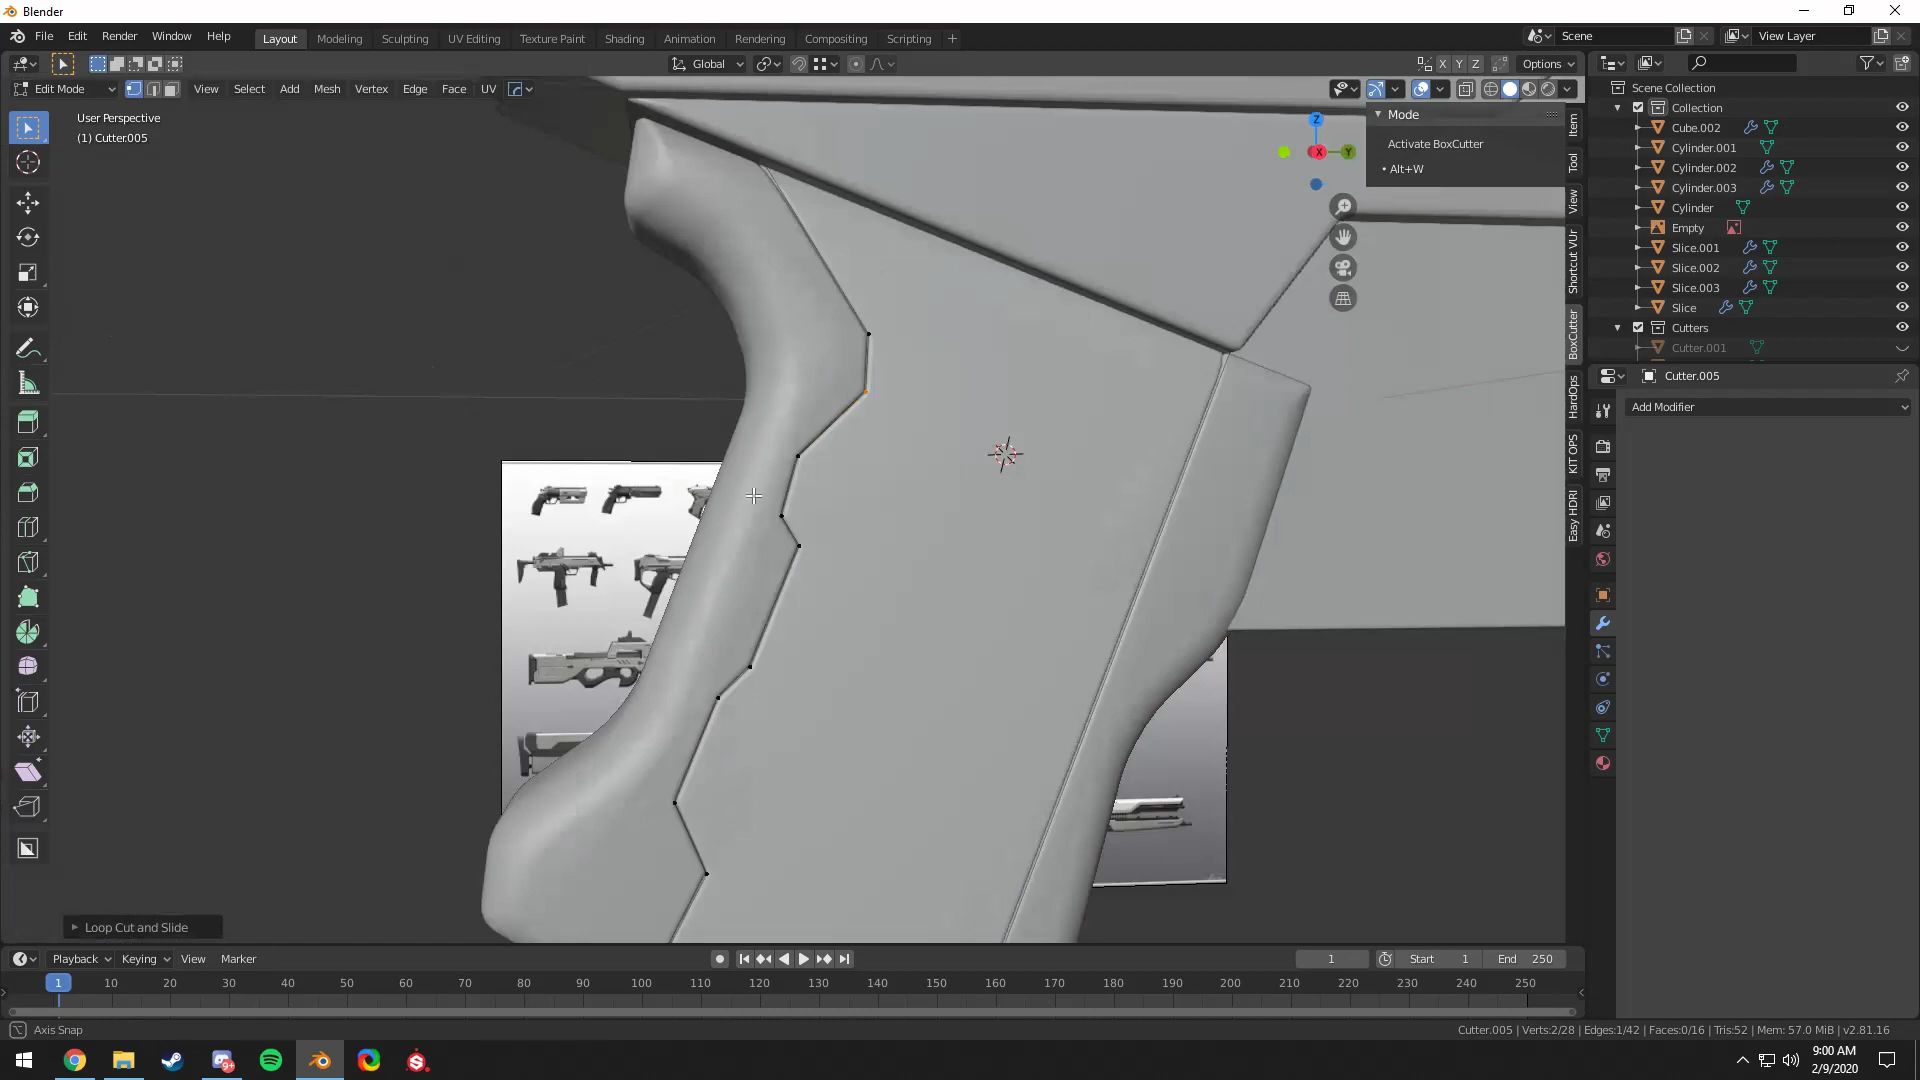 Blender
File Edit Render Window Help
Layout Modeling Sculpting UV Editing Texture Paint Shading Animation Rendering Compositing Scripting +
Scene View Layer
Global X Y Z Options
Edit Mode View Select Add Mesh Vertex Edge Face UV
User Perspective
(1) Cutter.005
Mode
Activate BoxCutter
• Alt+W
Z
X Y
Item
Tool
View
Shortcut VUr
BoxCutter
HardOps
KIT OPS
Easy HDRI
Scene Collection
Collection
Cube.002
Cylinder.001
Cylinder.002
Cylinder.003
Cylinder
Empty
Slice.001
Slice.002
Slice.003
Slice
Cutters
Cutter.001
Cutter.005
Add Modifier
Loop Cut and Slide
Playback Keying View Marker
1 Start 1 End 250
1 10 20 30 40 50 60 70 80 90 100 110 120 130 140 150 160 170 180 190 200 210 220 230 240 250
Axis Snap
Cutter.005 | Verts:2/28 | Edges:1/42 | Faces:0/16 | Tris:52 | Mem: 57.0 MiB | v2.81.16
9+
9:00 AM
2/9/2020